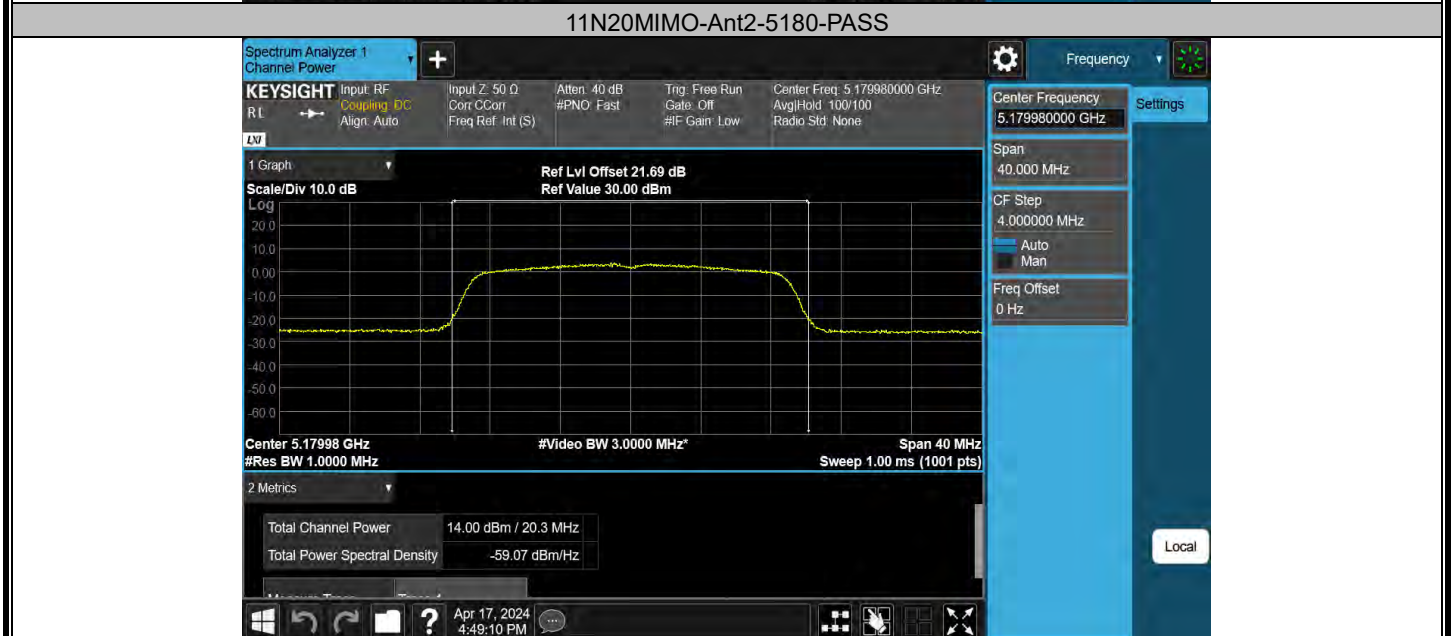 11N20MIMO-Ant2-5180-PASS
Spectrum Analyzer 1
Channel Power
+
Frequency
KEYSIGHT
RL
LXI
Input: RF
Coupling: DC
Align: Auto
Input Z: 50 Ω
Corr CCorr
Freq Ref: Int (S)
Atten: 40 dB
#PNO: Fast
Trig: Free Run
Gate: Off
#IF Gain: Low
Center Freq: 5.179980000 GHz
Avg|Hold: 100/100
Radio Std: None
Center Frequency
5.179980000 GHz
Settings
Span
40.000 MHz
CF Step
4.000000 MHz
Auto
Man
Freq Offset
0 Hz
1 Graph
Scale/Div 10.0 dB
Ref Lvl Offset 21.69 dB
Ref Value 30.00 dBm
Log
20.0
10.0
0.00
-10.0
-20.0
-30.0
-40.0
-50.0
-60.0
Center 5.17998 GHz
#Video BW 3.0000 MHz*
Span 40 MHz
#Res BW 1.0000 MHz
Sweep 1.00 ms (1001 pts)
2 Metrics
Total Channel Power 14.00 dBm / 20.3 MHz
Total Power Spectral Density -59.07 dBm/Hz
Local
?
Apr 17, 2024
4:49:10 PM